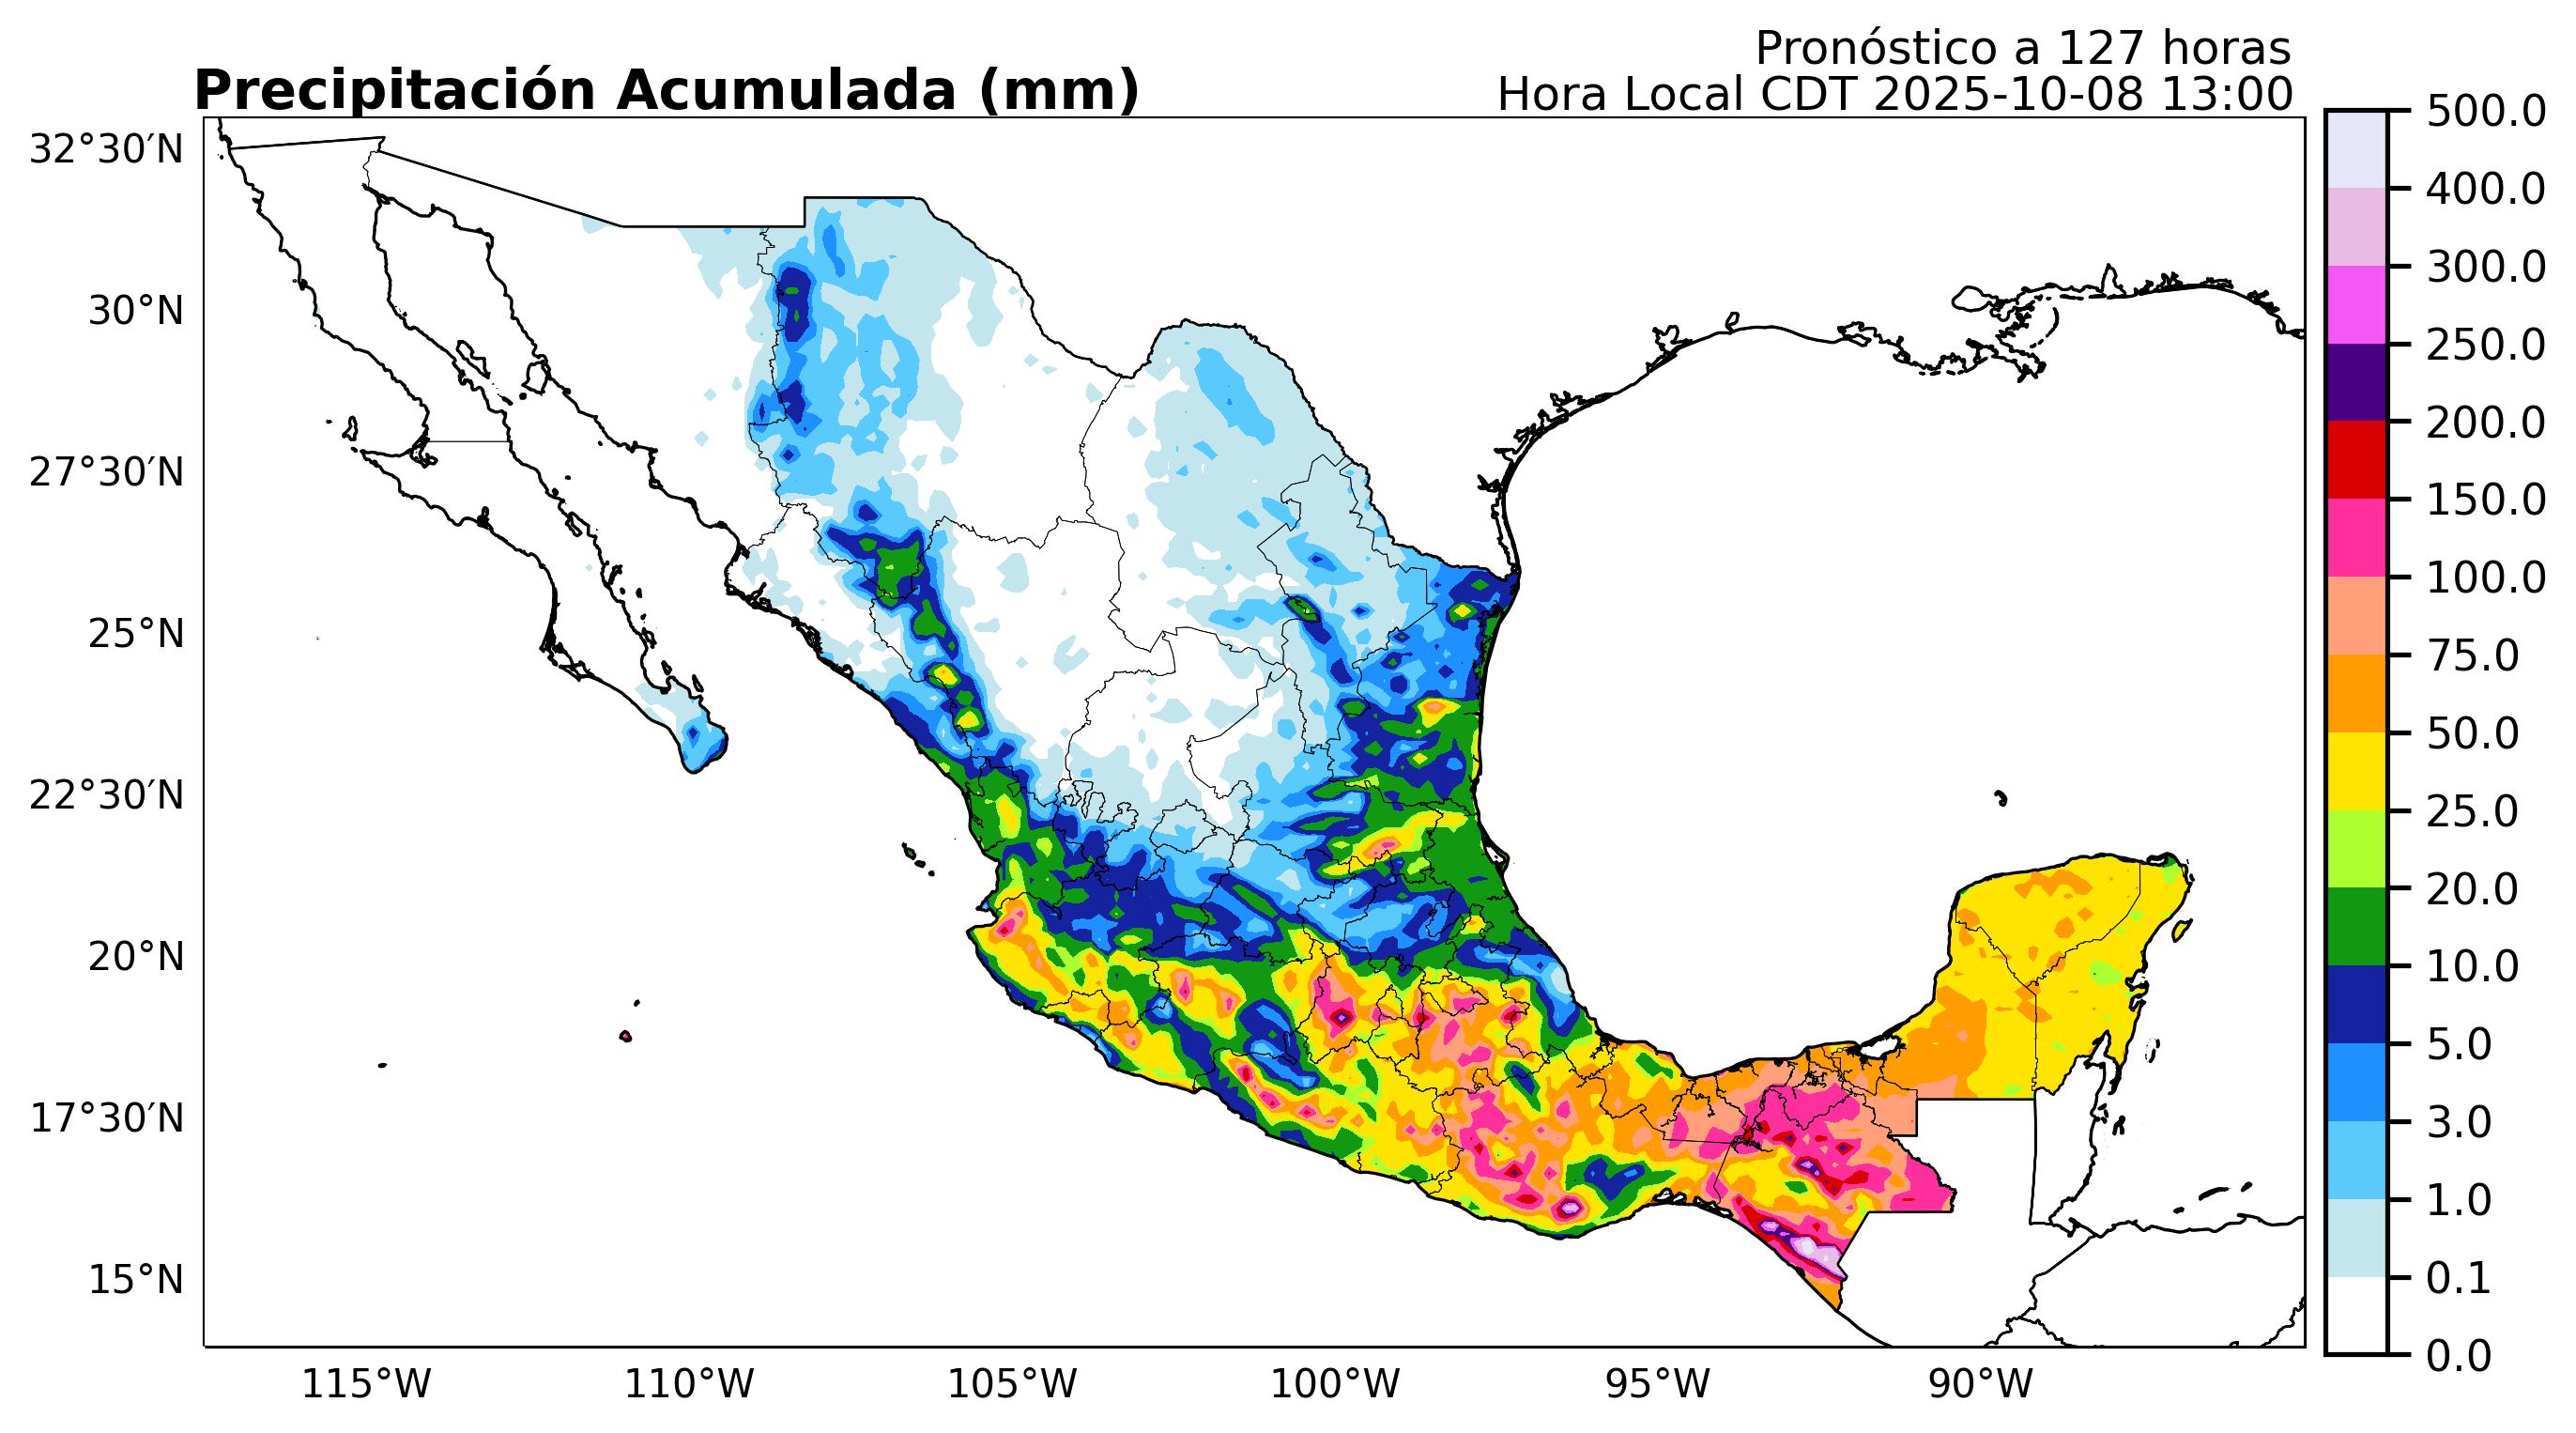 Pronóstico a 127 horas
Precipitación Acumulada (mm)
Hora Local CDT 2025-10-08 13:00
32°30′N
30°N
27°30′N
25°N
22°30′N
20°N
17°30′N
15°N
115°W
110°W
105°W
100°W
95°W
90°W
500.0
400.0
300.0
250.0
200.0
150.0
100.0
75.0
50.0
25.0
20.0
10.0
5.0
3.0
1.0
0.1
0.0